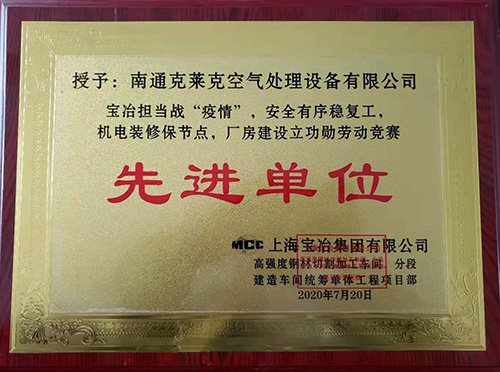 授予：南通克莱克空气处理设备有限公司
宝冶担当战“疫情”，安全有序稳复工，
机电装修保节点，厂房建设立功勋劳动竞赛
先进单位
MCC 上海宝冶集团有限公司
高强度钢材切割加工车间 分段
建造车间统筹单体工程项目部
2020年7月20日